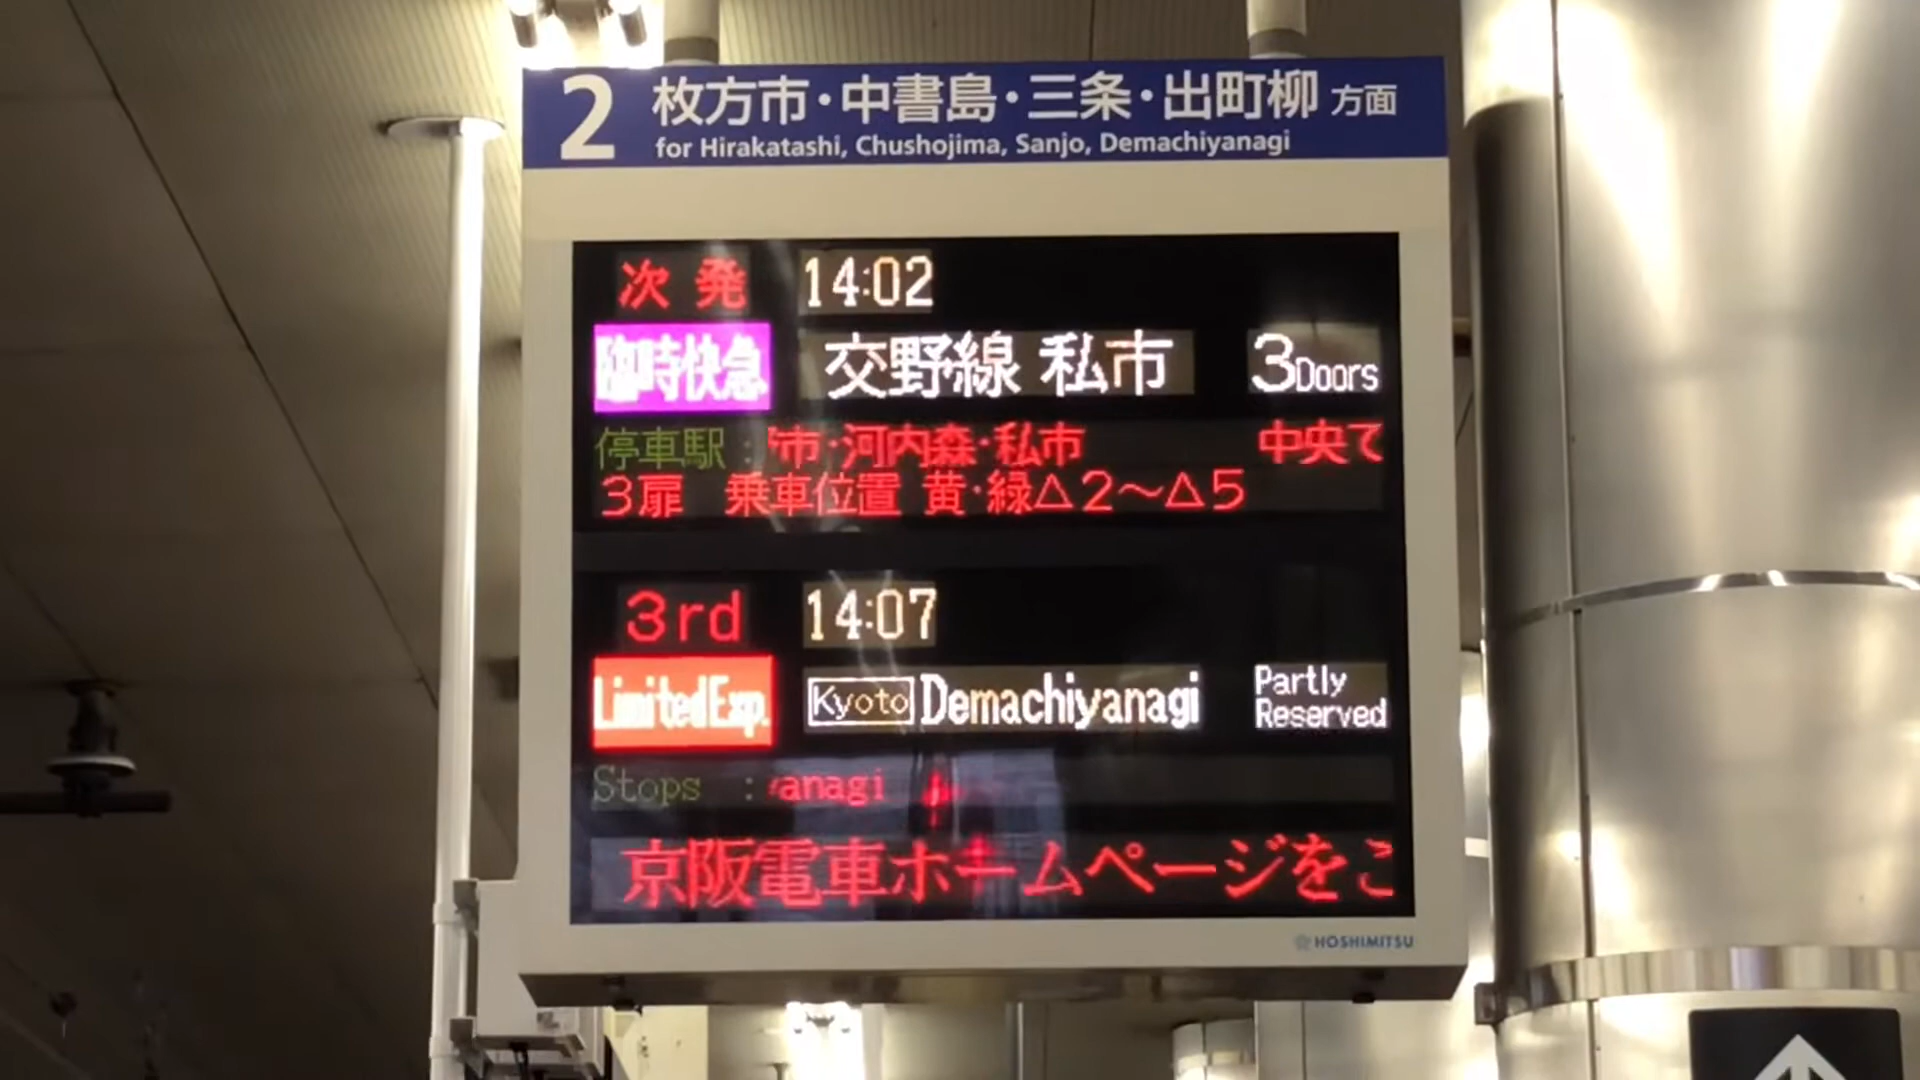 2 枚方市・中書島・三条・出町柳 方面
for Hirakatashi, Chushojima, Sanjo, Demachiyanagi
次発 14:02
臨時快急 交野線 私市 3Doors
停車駅：市・河内森・私市 中央て
3扉 乗車位置 黄・緑△2～△5
3rd 14:07
Limited Exp. Kyoto Demachiyanagi Partly Reserved
Stops : anagi
京阪電車ホームページをこ
HOSHIMITSU